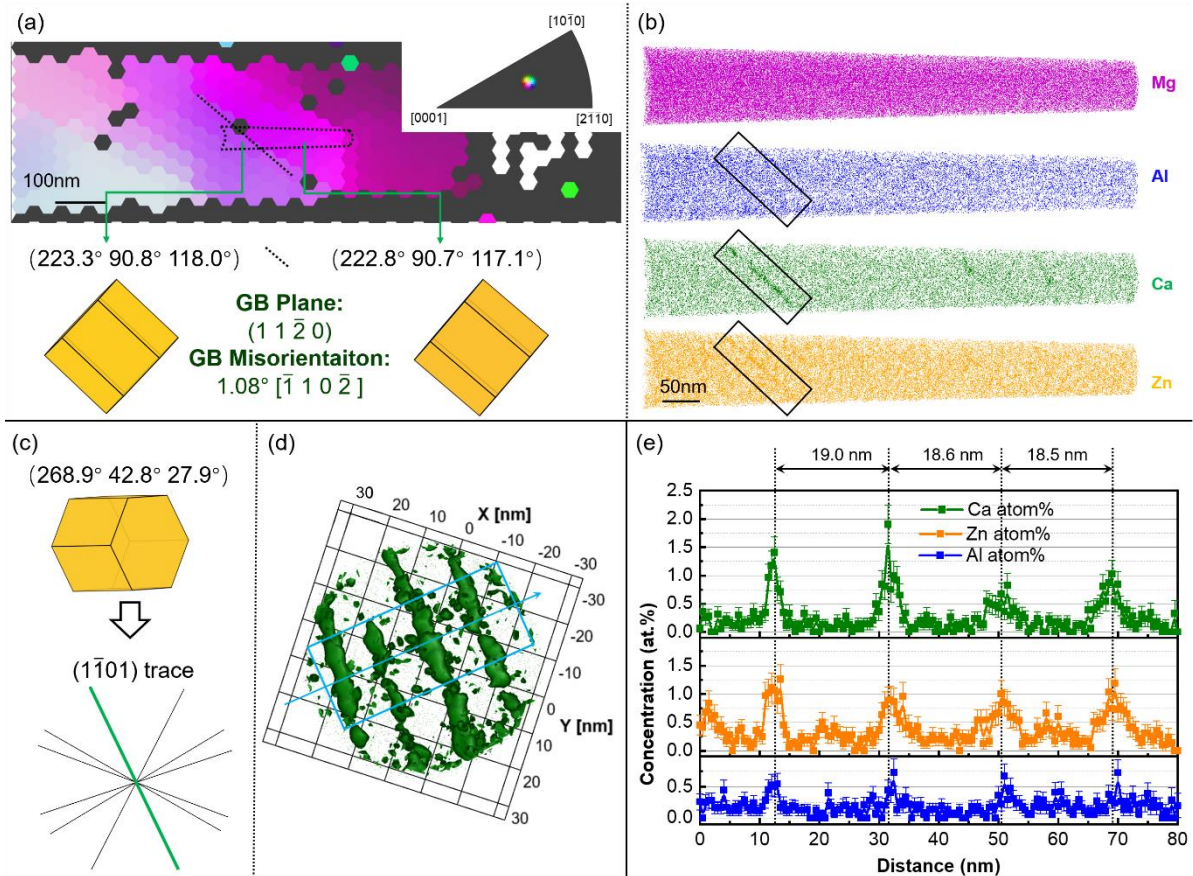 (a)
[101̄0]
[0001]
[21̄1̄0]
100nm
(223.3° 90.8° 118.0°)
(222.8° 90.7° 117.1°)
GB Plane:
(1 1 2̄ 0)
GB Misorientaiton:
1.08° [1̄ 1 0 2̄ ]
(b)
Mg
Al
Ca
Zn
50nm
(c)
(268.9° 42.8° 27.9°)
(11̄01) trace
(d)
30
20
10
0
-10
-20
-30
X [nm]
-30
-20
-10
0
10
20
30
Y [nm]
(e)
19.0 nm
18.6 nm
18.5 nm
Ca atom%
Zn atom%
Al atom%
Concentration (at.%)
2.5
2.0
1.5
1.0
0.5
0.0
1.5
1.0
0.5
0.0
0.5
0.0
0 10 20 30 40 50 60 70 80
Distance (nm)